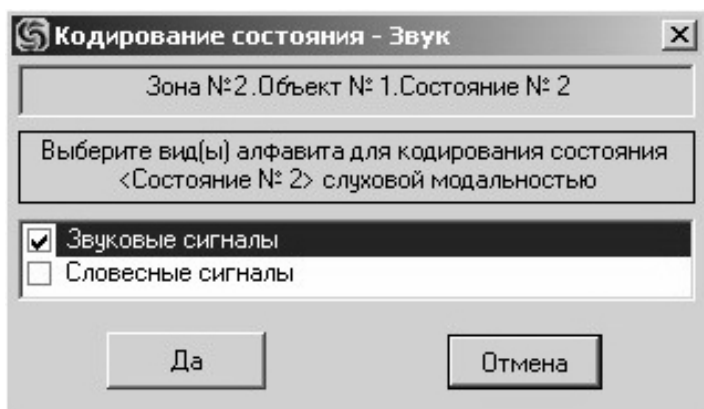 Кодирование состояния - Звук
Зона №2.Объект № 1.Состояние № 2
Выберите вид(ы) алфавита для кодирования состояния
<Состояние № 2> слуховой модальностью
Звуковые сигналы
Словесные сигналы
Да
Отмена